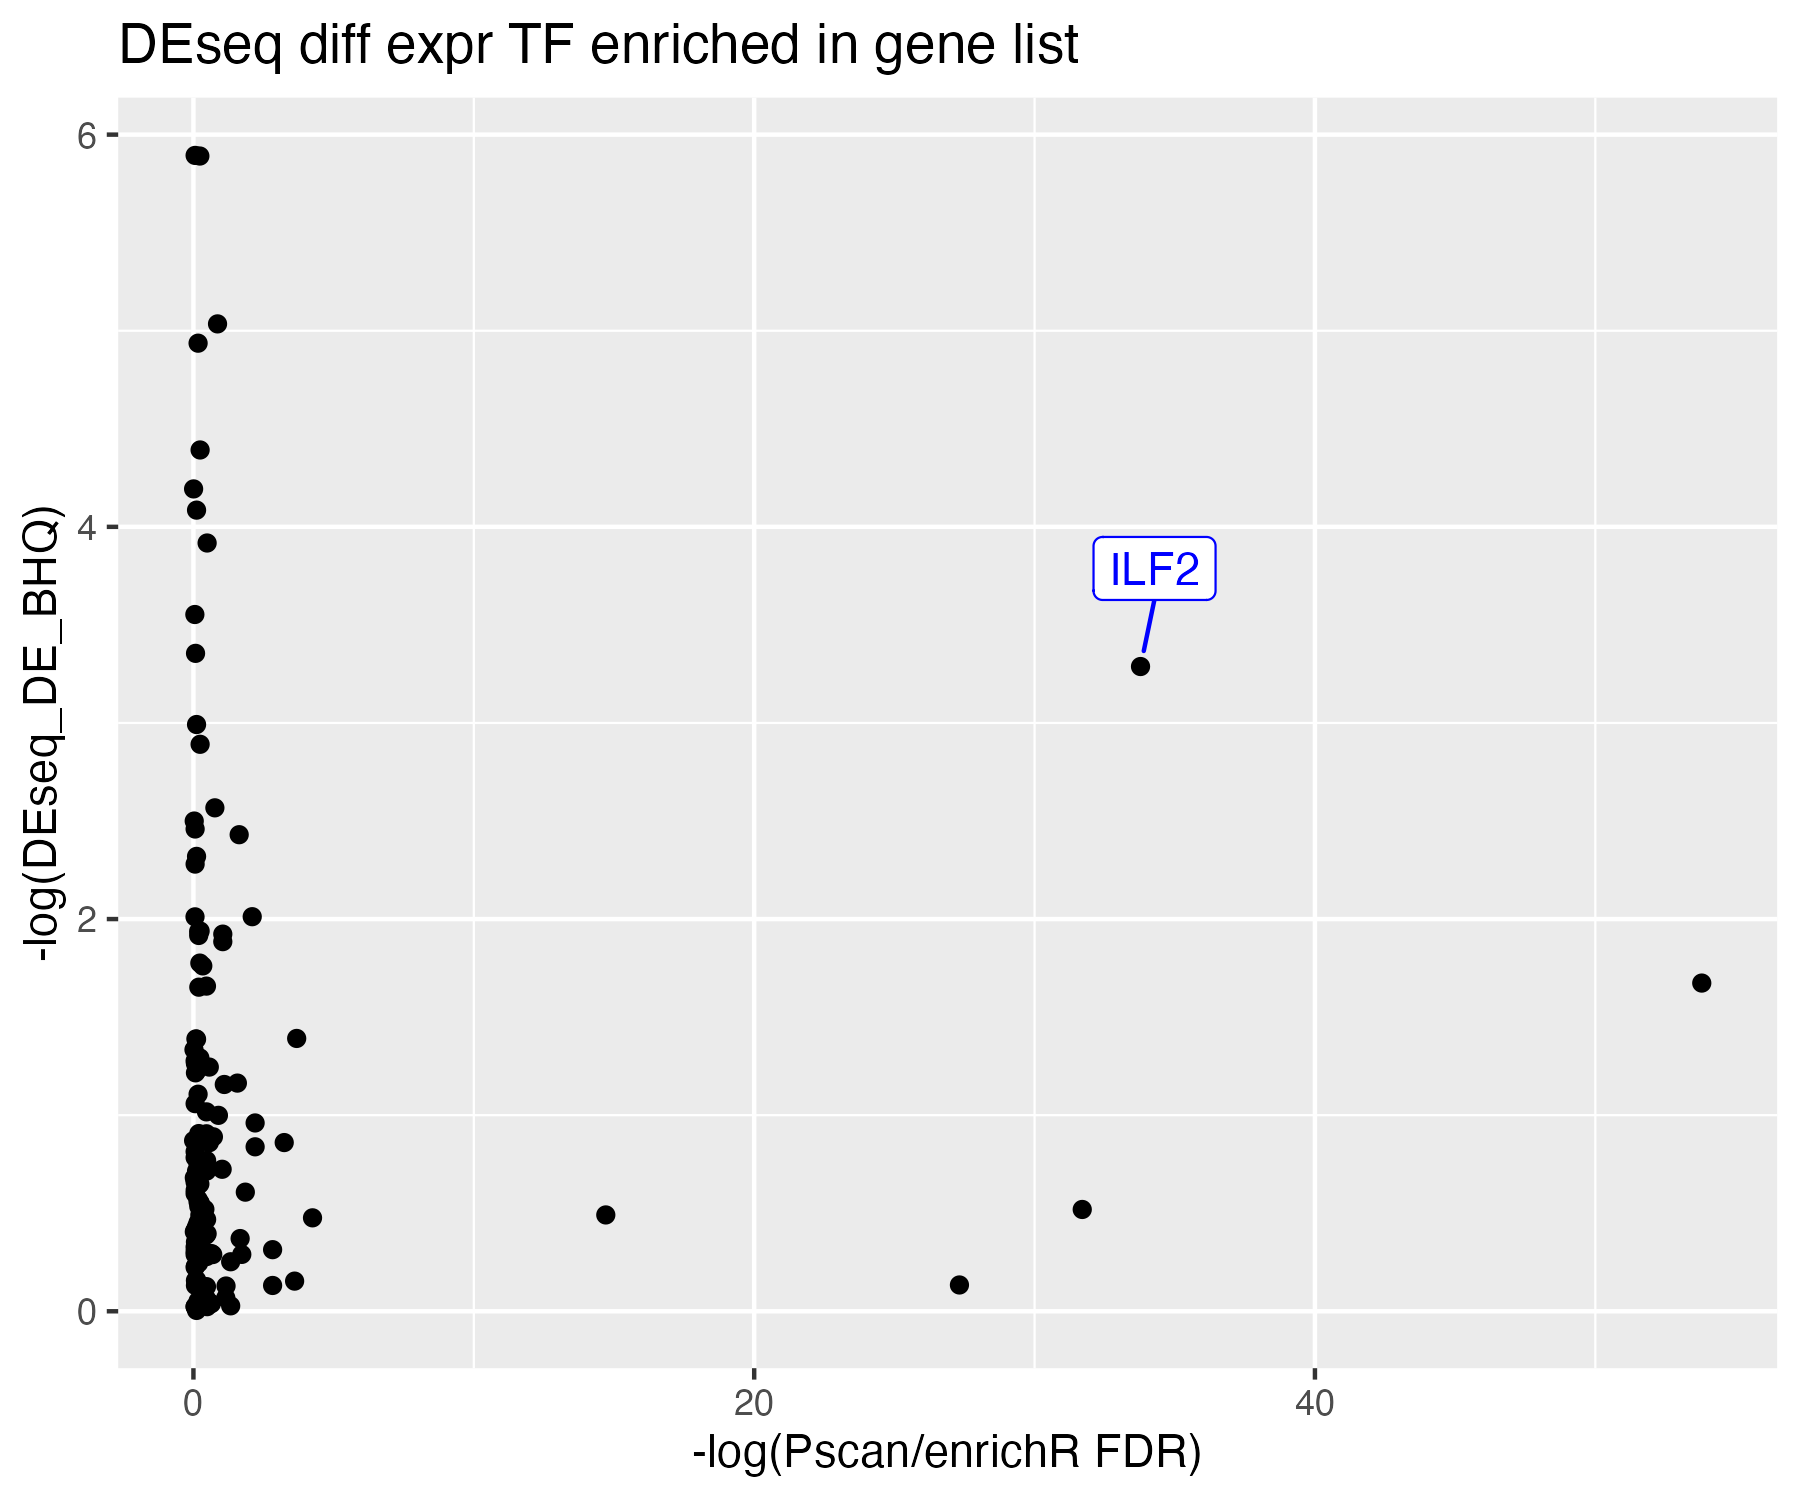 DEseq diff expr TF enriched in gene list
6
4
2
0
-log(DEseq_DE_BHQ)
ILF2
0
20
40
-log(Pscan/enrichR FDR)